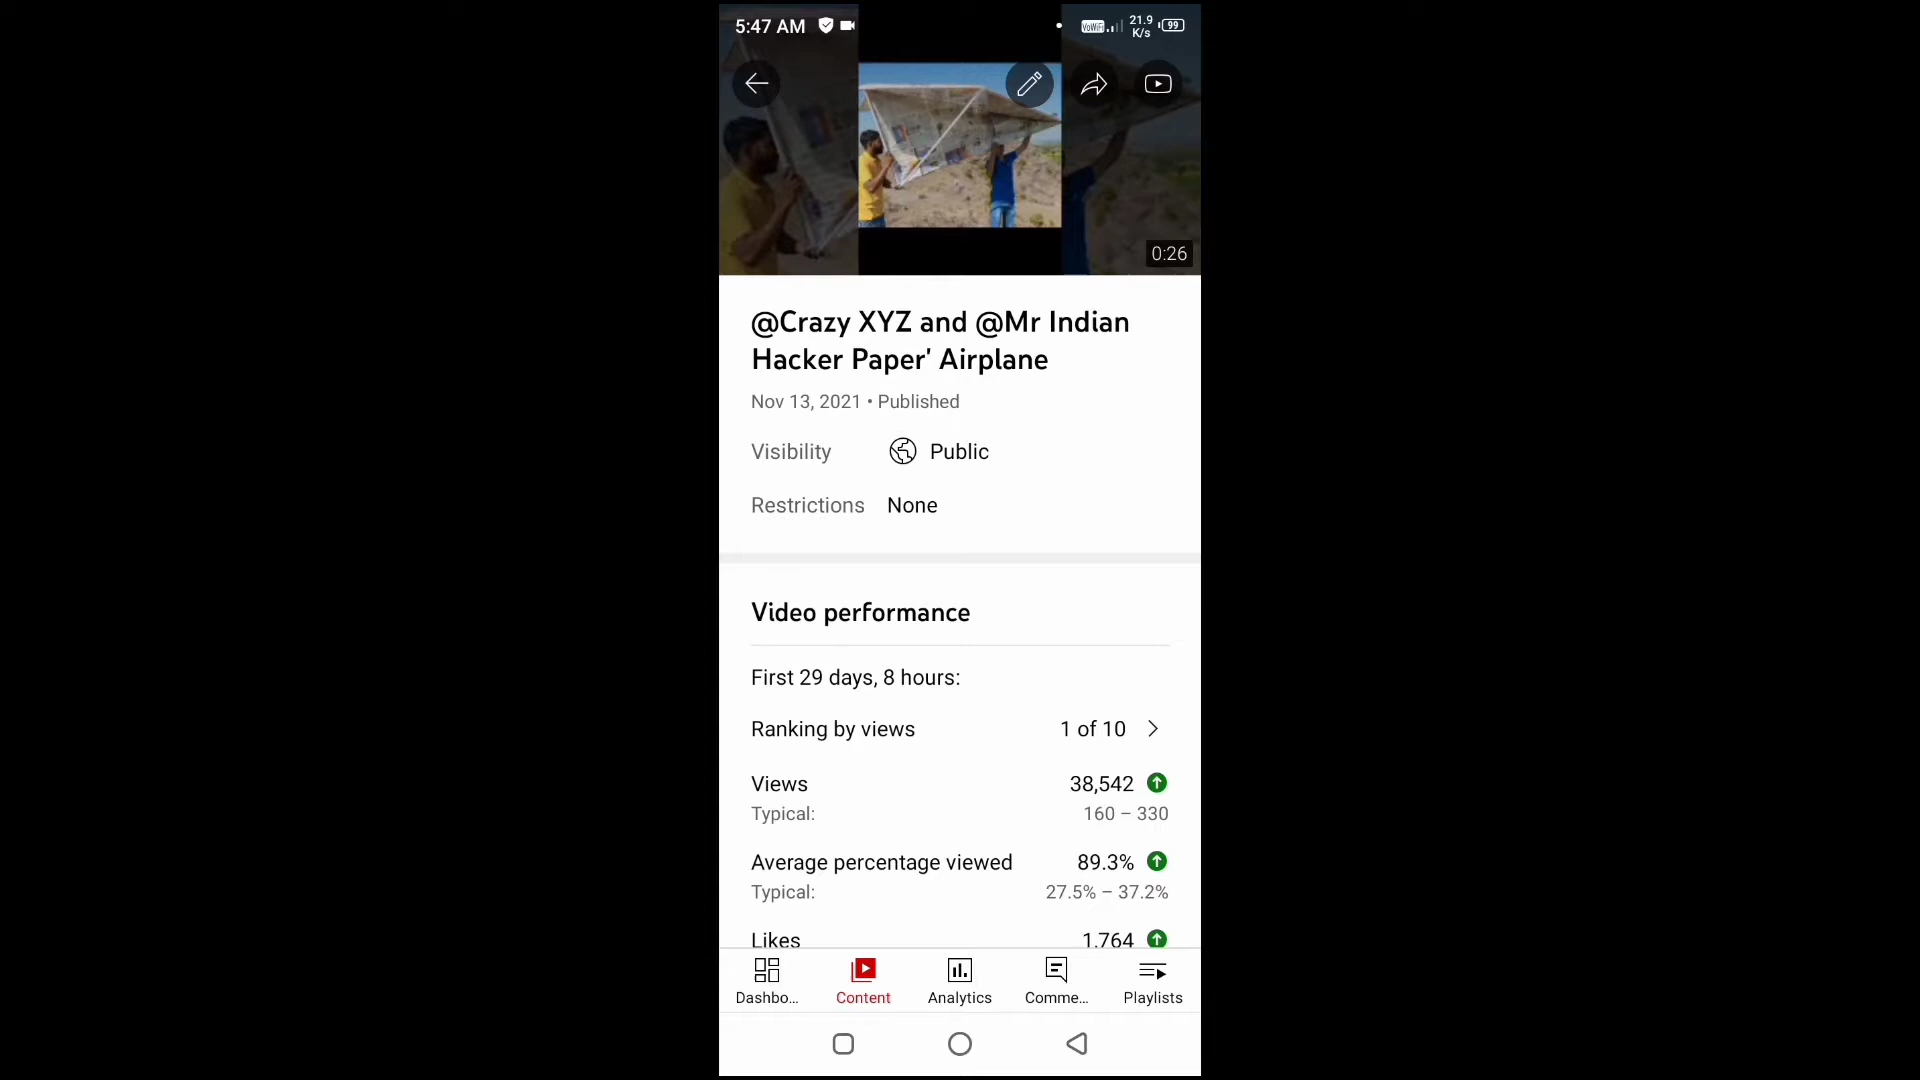 5:47 AM
VoWiFi 21.9 K/s 99
0:26
@Crazy XYZ and @Mr Indian
Hacker Paper' Airplane
Nov 13, 2021 • Published
Visibility Public
Restrictions None
Video performance
First 29 days, 8 hours:
Ranking by views 1 of 10
Views 38,542
Typical: 160 – 330
Average percentage viewed 89.3%
Typical: 27.5% – 37.2%
Likes 1,764
Dashbo... Content Analytics Comme... Playlists